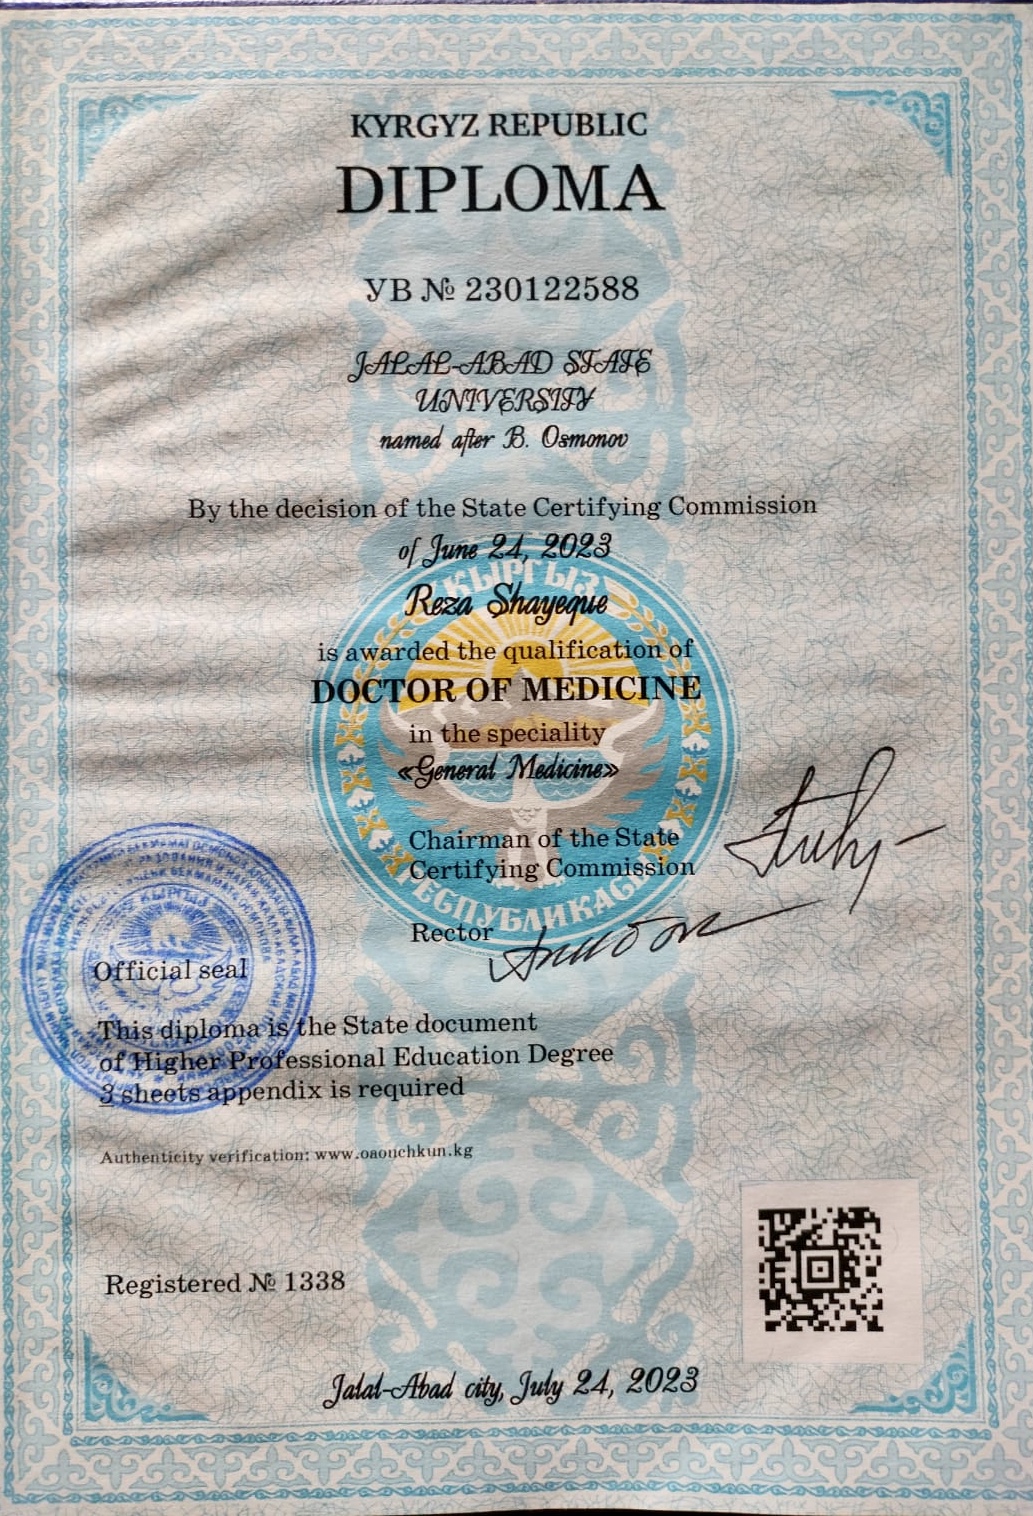 KYRGYZ REPUBLIC
DIPLOMA
УВ № 230122588
JALAL-ABAD STATE
UNIVERSITY
named after B. Osmonov
By the decision of the State Certifying Commission
of June 24, 2023
КЫРГЫЗ
Reza Shayeque
is awarded the qualification of
DOCTOR OF MEDICINE
in the speciality
«General Medicine»
Chairman of the State
Certifying Commission
РЕСПУБЛИКАСЫ
Rector
Official seal
This diploma is the State document
of Higher Professional Education Degree
3 sheets appendix is required
Authenticity verification: www.oaonchkun.kg
Registered № 1338
Jalal-Abad city, July 24, 2023